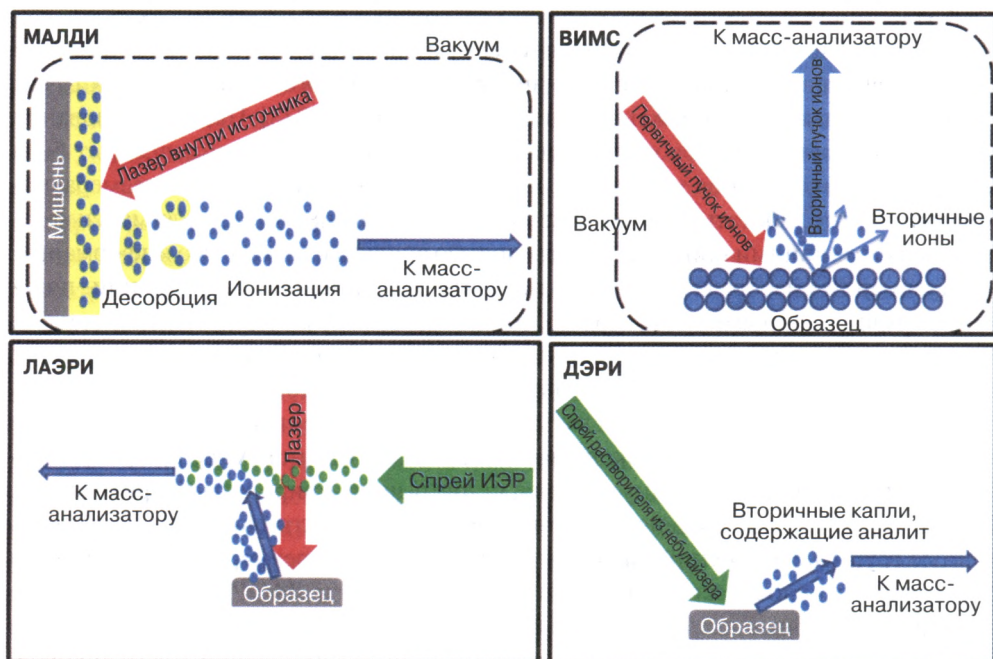 МАЛДИ
Вакуум
Мишень
Лазер внутри источника
Десорбция
Ионизация
К масс-
анализатору
ВИМС
К масс-анализатору
Первичный пучок ионов
Вторичный пучок ионов
Вакуум
Вторичные
ионы
Образец
ЛАЭРИ
Лазер
Спрей ИЭР
К масс-
анализатору
Образец
ДЭРИ
Спрей растворителя из небулайзера
Вторичные капли,
содержащие аналит
К масс-
анализатору
Образец